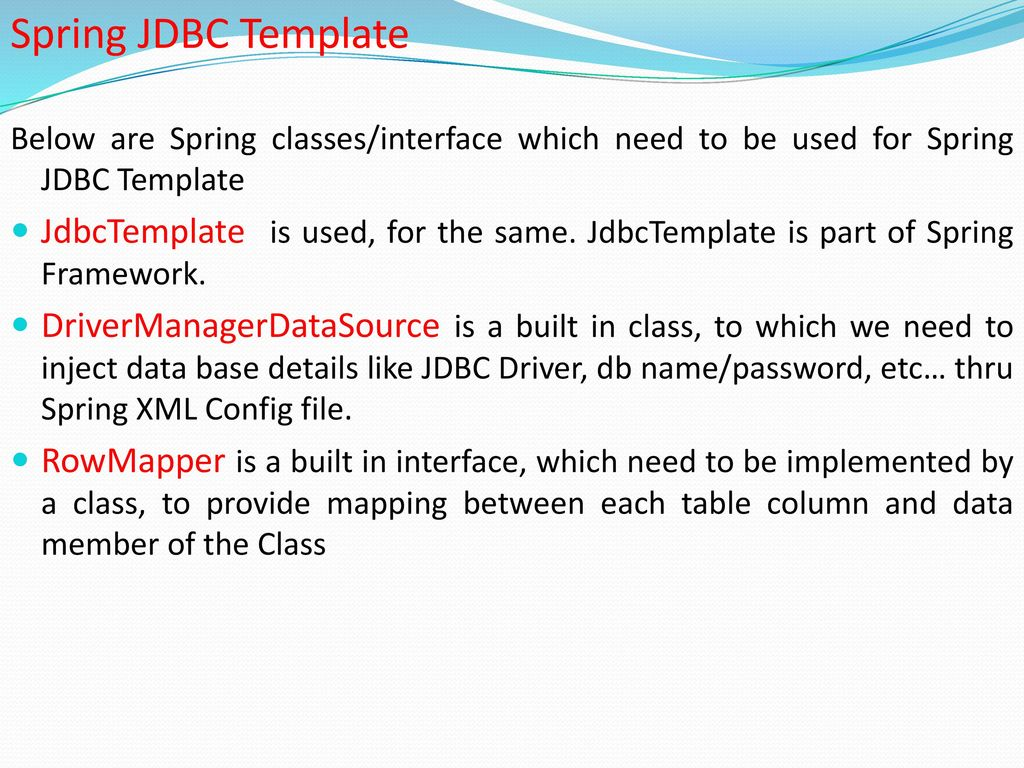 Spring JDBC Template
Below are Spring classes/interface which need to be used for Spring
JDBC Template
• JdbcTemplate is used, for the same. JdbcTemplate is part of Spring
Framework.
• DriverManagerDataSource is a built in class, to which we need to
inject data base details like JDBC Driver, db name/password, etc… thru
Spring XML Config file.
• RowMapper is a built in interface, which need to be implemented by
a class, to provide mapping between each table column and data
member of the Class